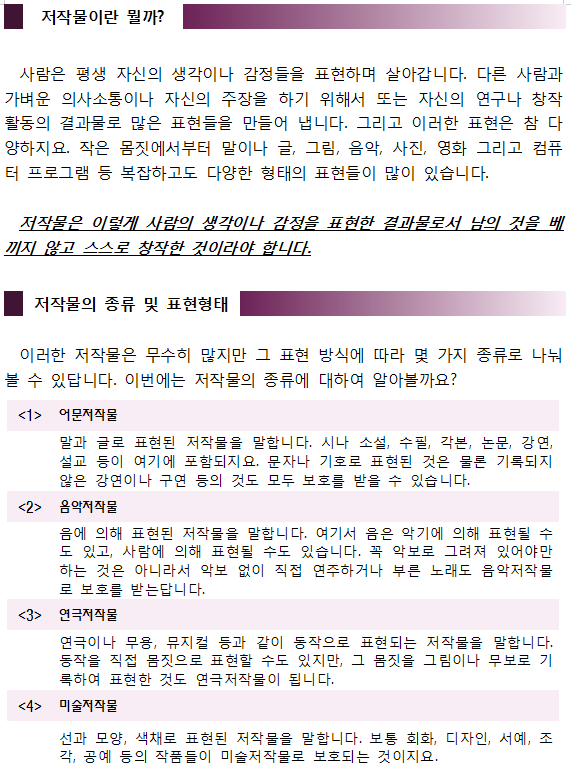 저작물이란 뭘까?
사람은 평생 자신의 생각이나 감정들을 표현하며 살아갑니다. 다른 사람과
가벼운 의사소통이나 자신의 주장을 하기 위해서 또는 자신의 연구나 창작
활동의 결과물로 많은 표현들을 만들어 냅니다. 그리고 이러한 표현은 참 다
양하지요. 작은 몸짓에서부터 말이나 글, 그림, 음악, 사진, 영화 그리고 컴퓨
터 프로그램 등 복잡하고도 다양한 형태의 표현들이 많이 있습니다.
저작물은 이렇게 사람의 생각이나 감정을 표현한 결과물로서 남의 것을 베
끼지 않고 스스로 창작한 것이라야 합니다.
저작물의 종류 및 표현형태
이러한 저작물은 무수히 많지만 그 표현 방식에 따라 몇 가지 종류로 나눠
볼 수 있답니다. 이번에는 저작물의 종류에 대하여 알아볼까요?
<1> 어문저작물
말과 글로 표현된 저작물을 말합니다. 시나 소설, 수필, 각본, 논문, 강연,
설교 등이 여기에 포함되지요. 문자나 기호로 표현된 것은 물론 기록되지
않은 강연이나 구연 등의 것도 모두 보호를 받을 수 있습니다.
<2> 음악저작물
음에 의해 표현된 저작물을 말합니다. 여기서 음은 악기에 의해 표현될 수
도 있고, 사람에 의해 표현될 수도 있습니다. 꼭 악보로 그려져 있어야만
하는 것은 아니라서 악보 없이 직접 연주하거나 부른 노래도 음악저작물
로 보호를 받는답니다.
<3> 연극저작물
연극이나 무용, 뮤지컬 등과 같이 동작으로 표현되는 저작물을 말합니다.
동작을 직접 몸짓으로 표현할 수도 있지만, 그 몸짓을 그림이나 무보로 기
록하여 표현한 것도 연극저작물이 됩니다.
<4> 미술저작물
선과 모양, 색채로 표현된 저작물을 말합니다. 보통 회화, 디자인, 서예, 조
각, 공예 등의 작품들이 미술저작물로 보호되는 것이지요.